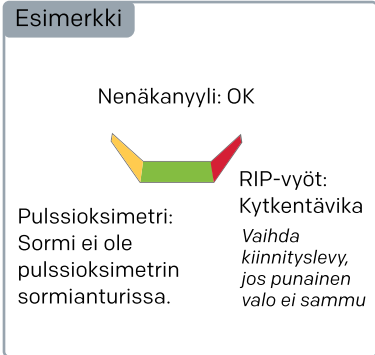 Esimerkki
Nenäkanyyli: OK
Pulssioksimetri:
Sormi ei ole
pulssioksimetrin
sormianturissa.
RIP-vyöt:
Kytkentävika
Vaihda
kiinnityslevy,
jos punainen
valo ei sammu